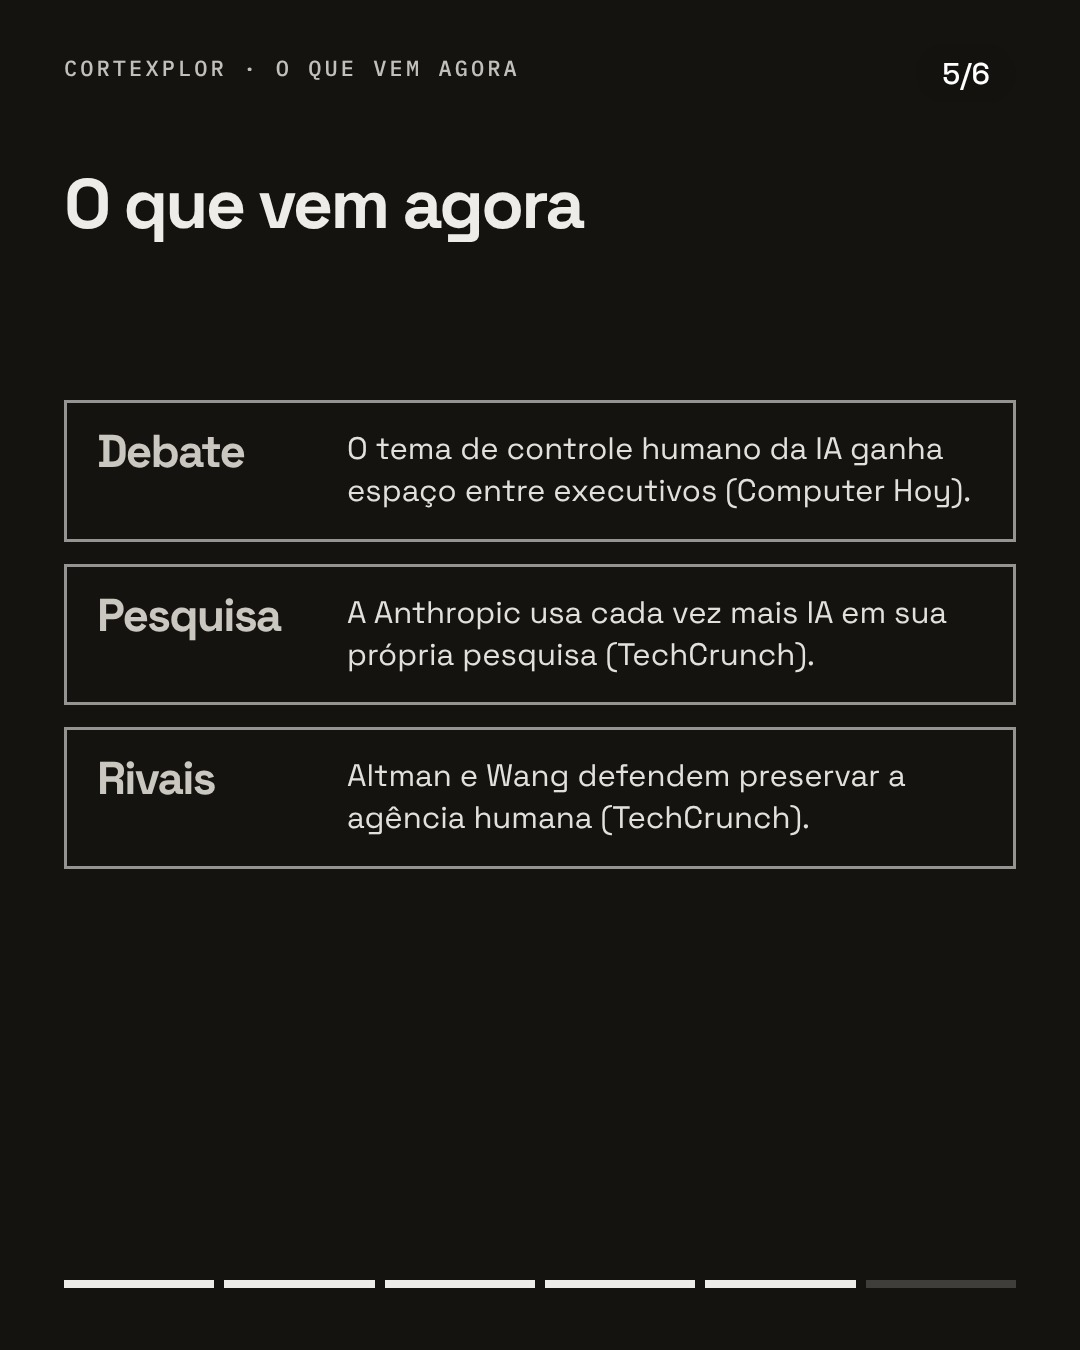 CORTEXPLOR · O QUE VEM AGORA
5/6
O que vem agora
Debate
O tema de controle humano da IA ganha
espaço entre executivos (Computer Hoy).
Pesquisa
A Anthropic usa cada vez mais IA em sua
própria pesquisa (TechCrunch).
Rivais
Altman e Wang defendem preservar a
agência humana (TechCrunch).